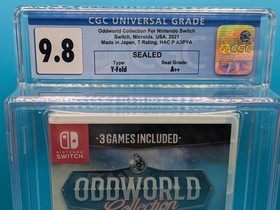 CGC UNIVERSAL GRADE
9.8
Oddworld Collection For Nintendo Switch
Switch, Microids, USA, 2021
Made in Japan, T Rating, HAC P A3PYA
SEALED
Type:
Y-Fold
Seal Grade:
A++
CGC
NINTENDO
SWITCH
-3 GAMES INCLUDED-
ODDWORLD
Collection